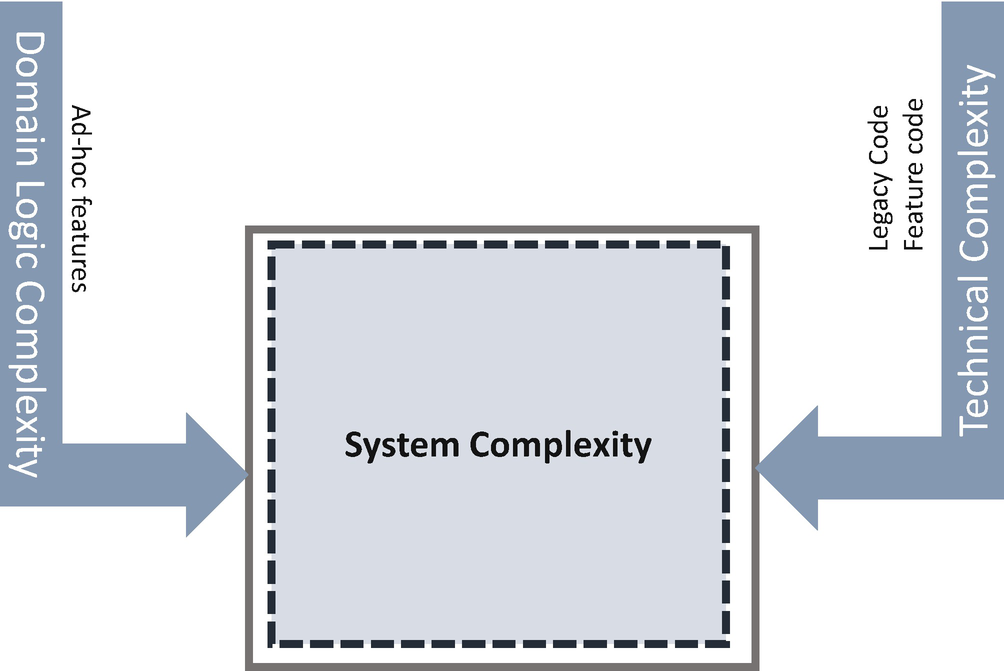 Domain Logic Complexity
Ad-hoc features
Legacy Code
Feature code
Technical Complexity
System Complexity